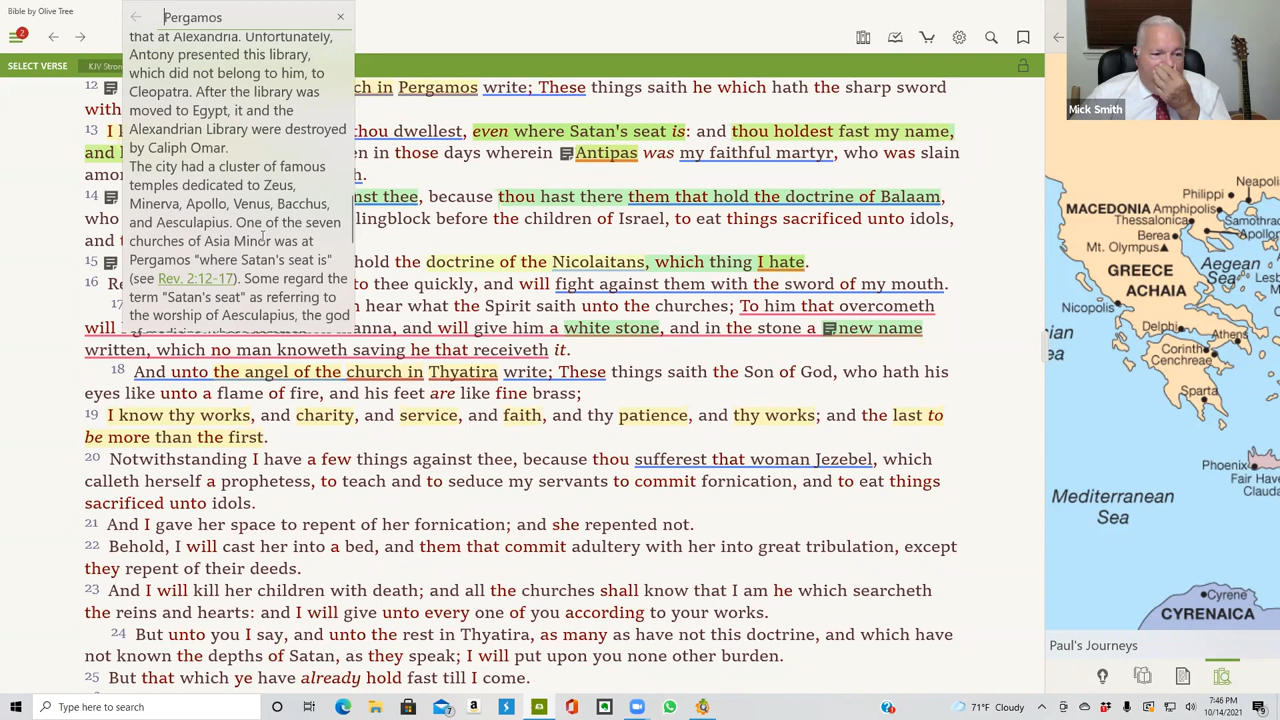 Bible by Olive Tree
2
SELECT VERSE
KJV Strong
Pergamos
that at Alexandria. Unfortunately,
Antony presented this library,
which did not belong to him, to
Cleopatra. After the library was
moved to Egypt, it and the
Alexandrian Library were destroyed
by Caliph Omar.
The city had a cluster of famous
temples dedicated to Zeus,
Minerva, Apollo, Venus, Bacchus,
and Aesculapius. One of the seven
churches of Asia Minor was at
Pergamos "where Satan's seat is"
(see Rev. 2:12-17). Some regard the
term "Satan's seat" as referring to
the worship of Aesculapius, the god
12 ch in Pergamos write; These things saith he which hath the sharp sword
with
13 I k thou dwellest, even where Satan's seat is: and thou holdest fast my name,
and h en in those days wherein Antipas was my faithful martyr, who was slain
amon h.
14 nst thee, because thou hast there them that hold the doctrine of Balaam,
who lingblock before the children of Israel, to eat things sacrificed unto idols,
and t
15 hold the doctrine of the Nicolaitans, which thing I hate.
16 Re to thee quickly, and will fight against them with the sword of my mouth.
17 m hear what the Spirit saith unto the churches; To him that overcometh
will anna, and will give him a white stone, and in the stone a new name
written, which no man knoweth saving he that receiveth it.
18 And unto the angel of the church in Thyatira write; These things saith the Son of God, who hath his
eyes like unto a flame of fire, and his feet are like fine brass;
19 I know thy works, and charity, and service, and faith, and thy patience, and thy works; and the last to
be more than the first.
20 Notwithstanding I have a few things against thee, because thou sufferest that woman Jezebel, which
calleth herself a prophetess, to teach and to seduce my servants to commit fornication, and to eat things
sacrificed unto idols.
21 And I gave her space to repent of her fornication; and she repented not.
22 Behold, I will cast her into a bed, and them that commit adultery with her into great tribulation, except
they repent of their deeds.
23 And I will kill her children with death; and all the churches shall know that I am he which searcheth
the reins and hearts: and I will give unto every one of you according to your works.
24 But unto you I say, and unto the rest in Thyatira, as many as have not this doctrine, and which have
not known the depths of Satan, as they speak; I will put upon you none other burden.
25 But that which ye have already hold fast till I come.
Mick Smith
Neapol
Philippi
MACEDONIA Amphipolis
Thessalonica
Samothra
Berea
Apollo
Mt. Olympus
GREECE
Aegean
Sea
ACHAIA
Nicopolis
rian
Delphi
ea
Athens
Corinth
Cenchreae
Sparta
Phoenix
Fair Have
Clauda
Mediterranean
Sea
Cyrene
CYRENAICA
Paul's Journeys
Type here to search
71°F Cloudy
7:46 PM
10/14/2021